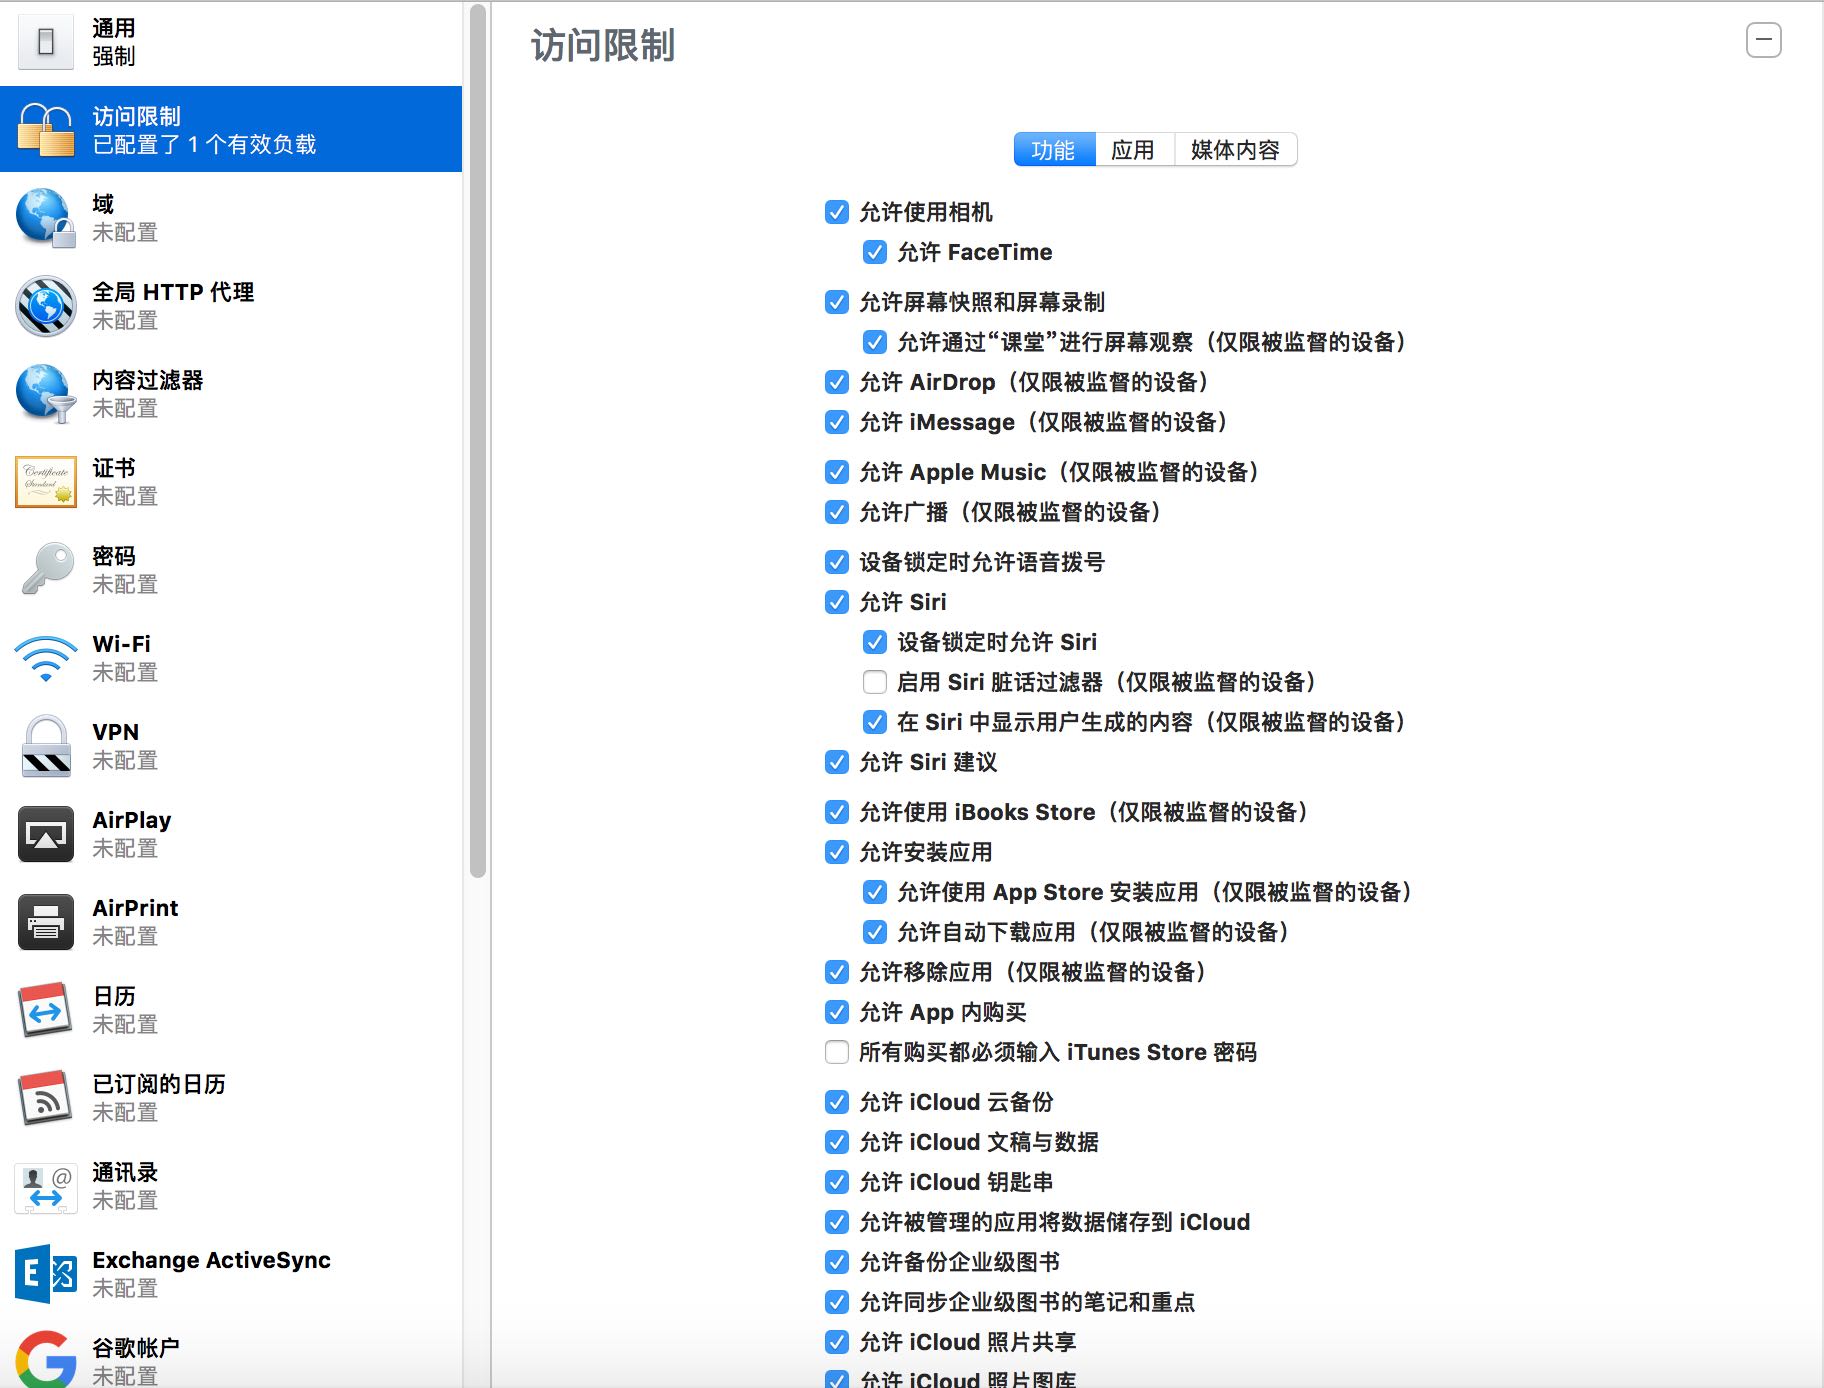 通用
强制
访问限制
已配置了 1 个有效负载
域
未配置
全局 HTTP 代理
未配置
内容过滤器
未配置
证书
未配置
密码
未配置
Wi-Fi
未配置
VPN
未配置
AirPlay
未配置
AirPrint
未配置
日历
未配置
已订阅的日历
未配置
通讯录
未配置
Exchange ActiveSync
未配置
谷歌帐户
未配置
访问限制
功能 应用 媒体内容
允许使用相机
允许 FaceTime
允许屏幕快照和屏幕录制
允许通过“课堂”进行屏幕观察（仅限被监督的设备）
允许 AirDrop（仅限被监督的设备）
允许 iMessage（仅限被监督的设备）
允许 Apple Music（仅限被监督的设备）
允许广播（仅限被监督的设备）
设备锁定时允许语音拨号
允许 Siri
设备锁定时允许 Siri
启用 Siri 脏话过滤器（仅限被监督的设备）
在 Siri 中显示用户生成的内容（仅限被监督的设备）
允许 Siri 建议
允许使用 iBooks Store（仅限被监督的设备）
允许安装应用
允许使用 App Store 安装应用（仅限被监督的设备）
允许自动下载应用（仅限被监督的设备）
允许移除应用（仅限被监督的设备）
允许 App 内购买
所有购买都必须输入 iTunes Store 密码
允许 iCloud 云备份
允许 iCloud 文稿与数据
允许 iCloud 钥匙串
允许被管理的应用将数据储存到 iCloud
允许备份企业级图书
允许同步企业级图书的笔记和重点
允许 iCloud 照片共享
允许 iCloud 照片图库